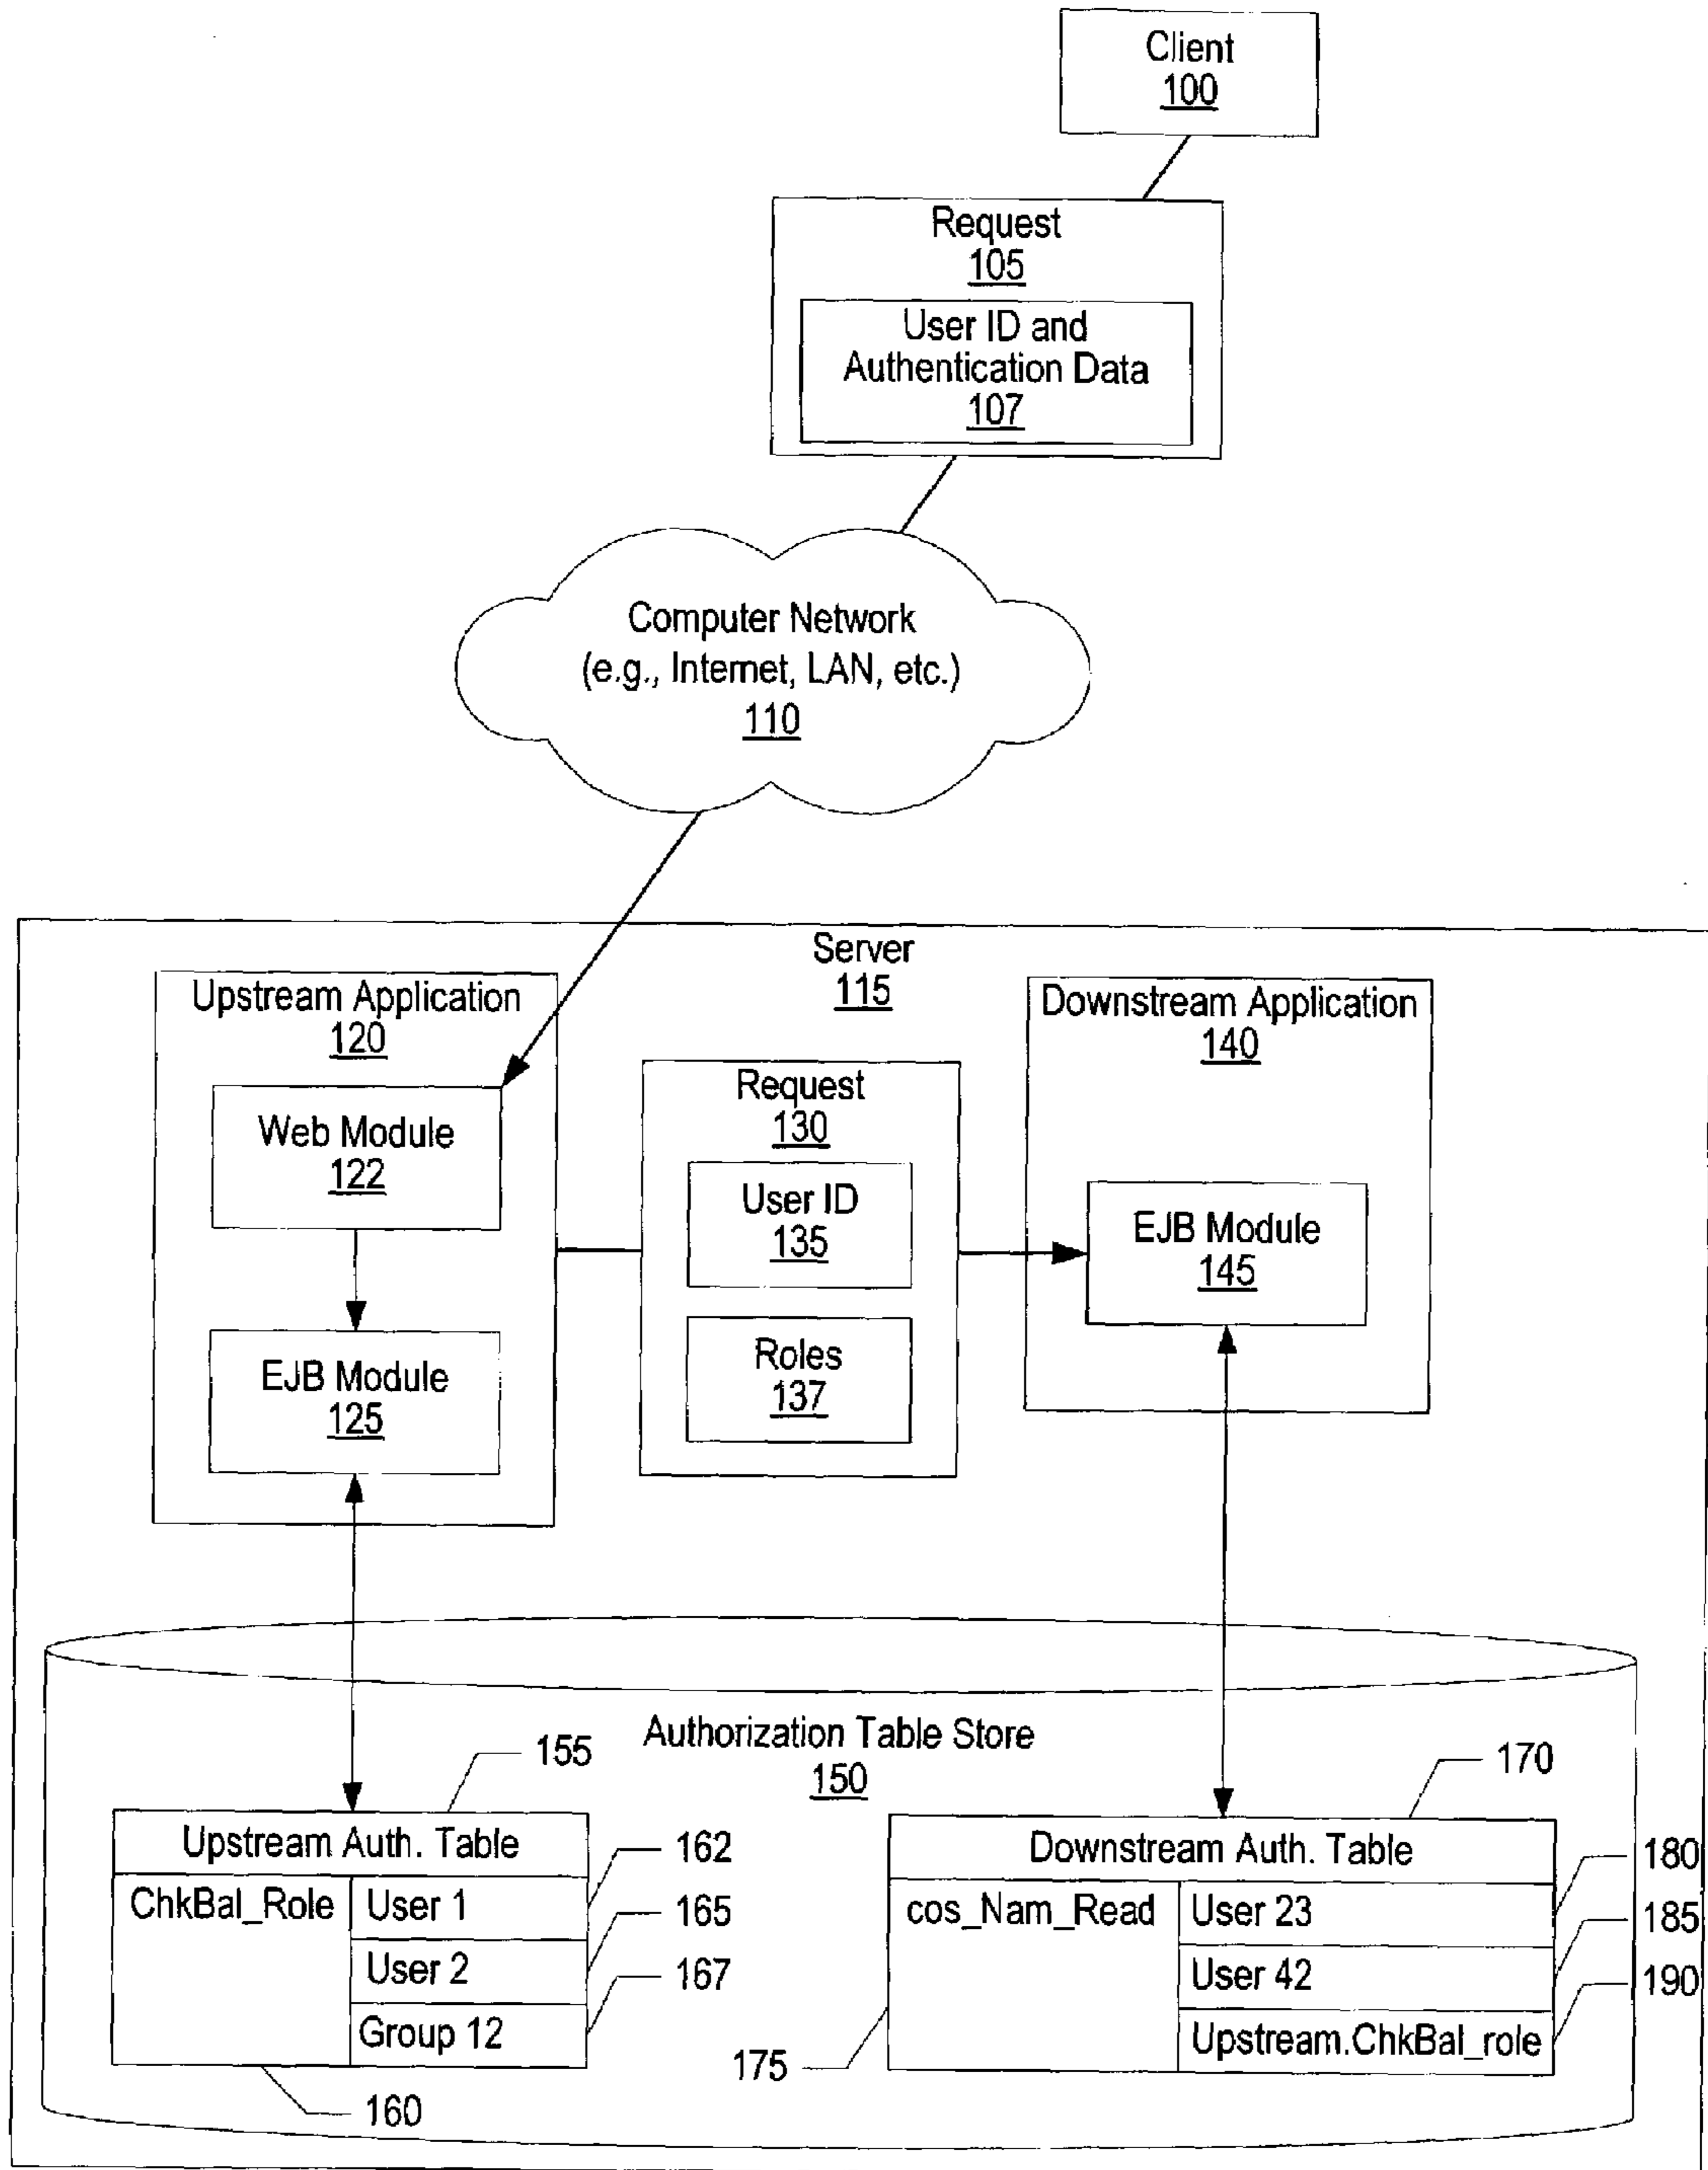 Client
100
Request
105
User ID and
Authentication Data
107
Computer Network
(e.g., Internet, LAN, etc.)
110
Server
115
Upstream Application
120
Web Module
122
EJB Module
125
Request
130
User ID
135
Roles
137
Downstream Application
140
EJB Module
145
Authorization Table Store
150
155
Upstream Auth. Table
ChkBal_Role
User 1
User 2
Group 12
162
165
167
160
170
Downstream Auth. Table
cos_Nam_Read
User 23
User 42
Upstream.ChkBal_role
180
185
190
175